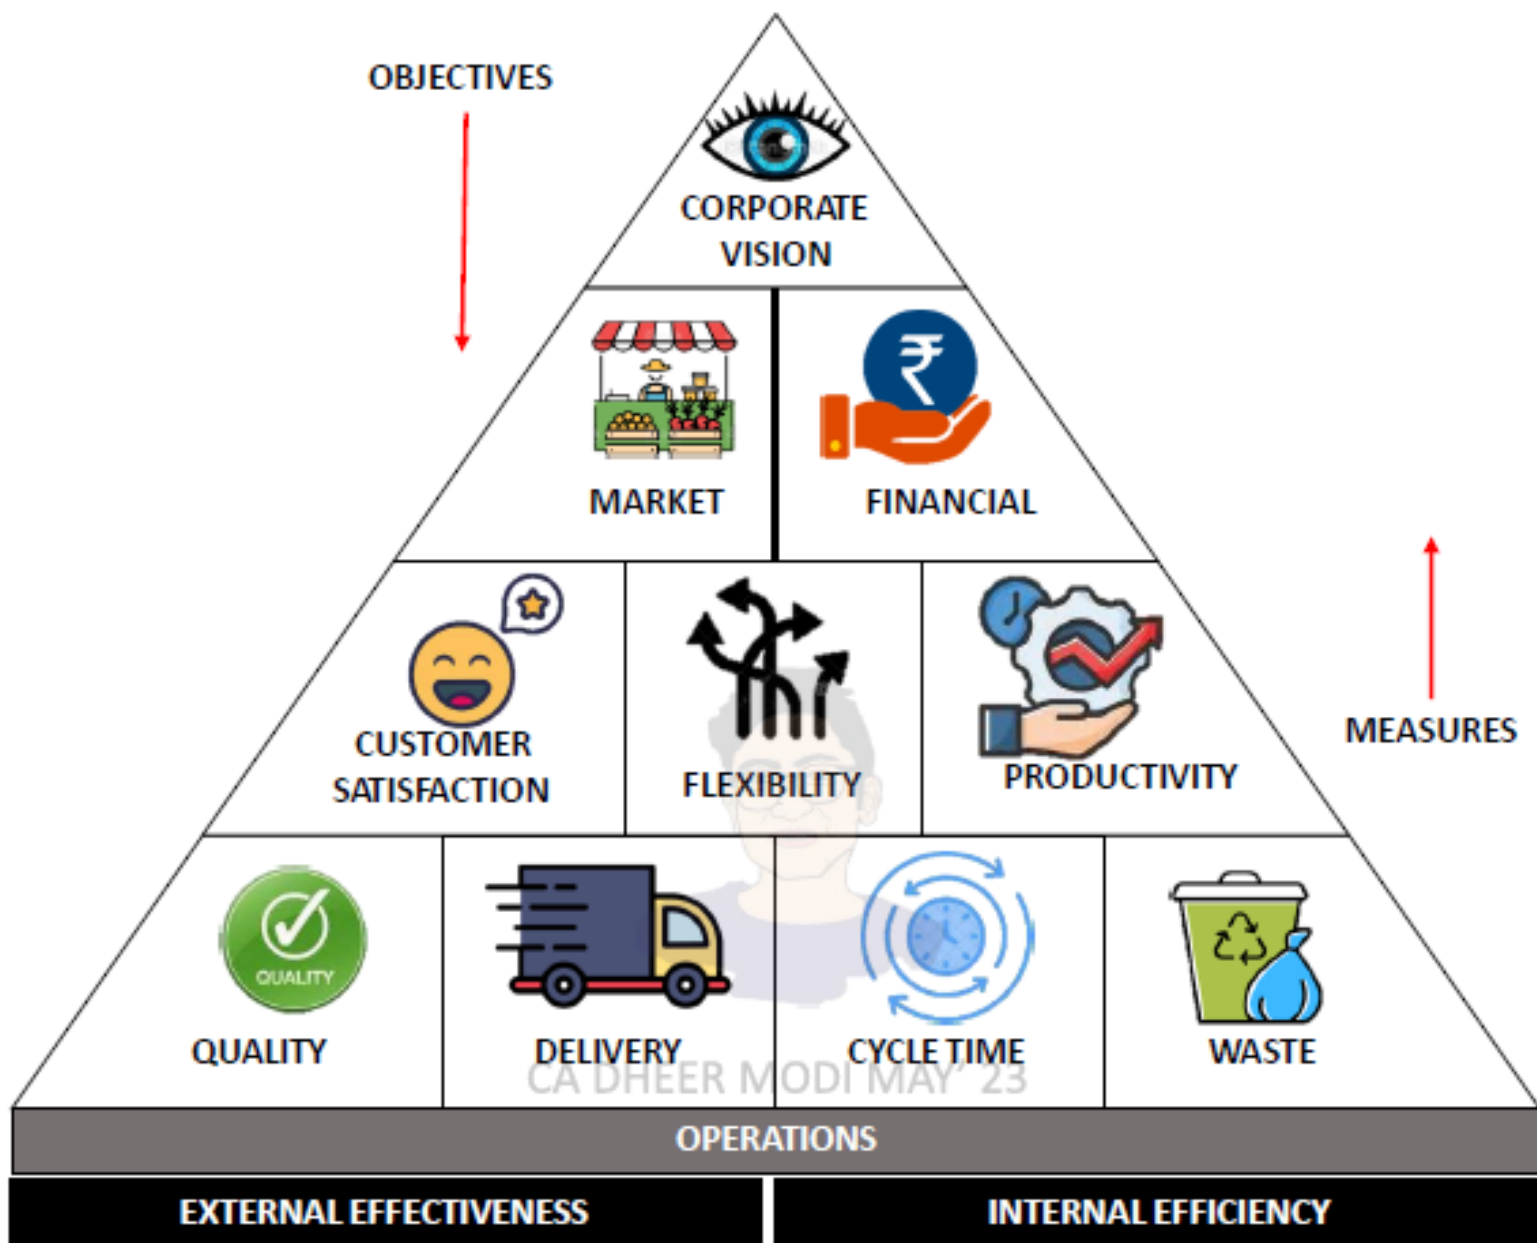 OBJECTIVES
CORPORATE
VISION
MARKET
FINANCIAL
CUSTOMER
SATISFACTION
FLEXIBILITY
PRODUCTIVITY
MEASURES
QUALITY
QUALITY
DELIVERY
CYCLE TIME
WASTE
CA DHEER MODI MAY' 23
OPERATIONS
EXTERNAL EFFECTIVENESS
INTERNAL EFFICIENCY